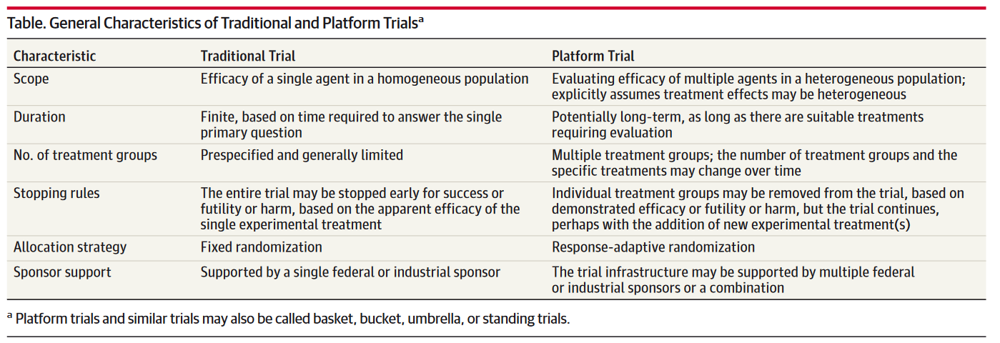 Table. General Characteristics of Traditional and Platform Trialsa
Characteristic Traditional Trial Platform Trial
Scope Efficacy of a single agent in a homogeneous population Evaluating efficacy of multiple agents in a heterogeneous population;
explicitly assumes treatment effects may be heterogeneous
Duration Finite, based on time required to answer the single Potentially long-term, as long as there are suitable treatments
primary question requiring evaluation
No. of treatment groups Prespecified and generally limited Multiple treatment groups; the number of treatment groups and the
specific treatments may change over time
Stopping rules The entire trial may be stopped early for success or Individual treatment groups may be removed from the trial, based on
futility or harm, based on the apparent efficacy of the demonstrated efficacy or futility or harm, but the trial continues,
single experimental treatment perhaps with the addition of new experimental treatment(s)
Allocation strategy Fixed randomization Response-adaptive randomization
Sponsor support Supported by a single federal or industrial sponsor The trial infrastructure may be supported by multiple federal
or industrial sponsors or a combination
a Platform trials and similar trials may also be called basket, bucket, umbrella, or standing trials.